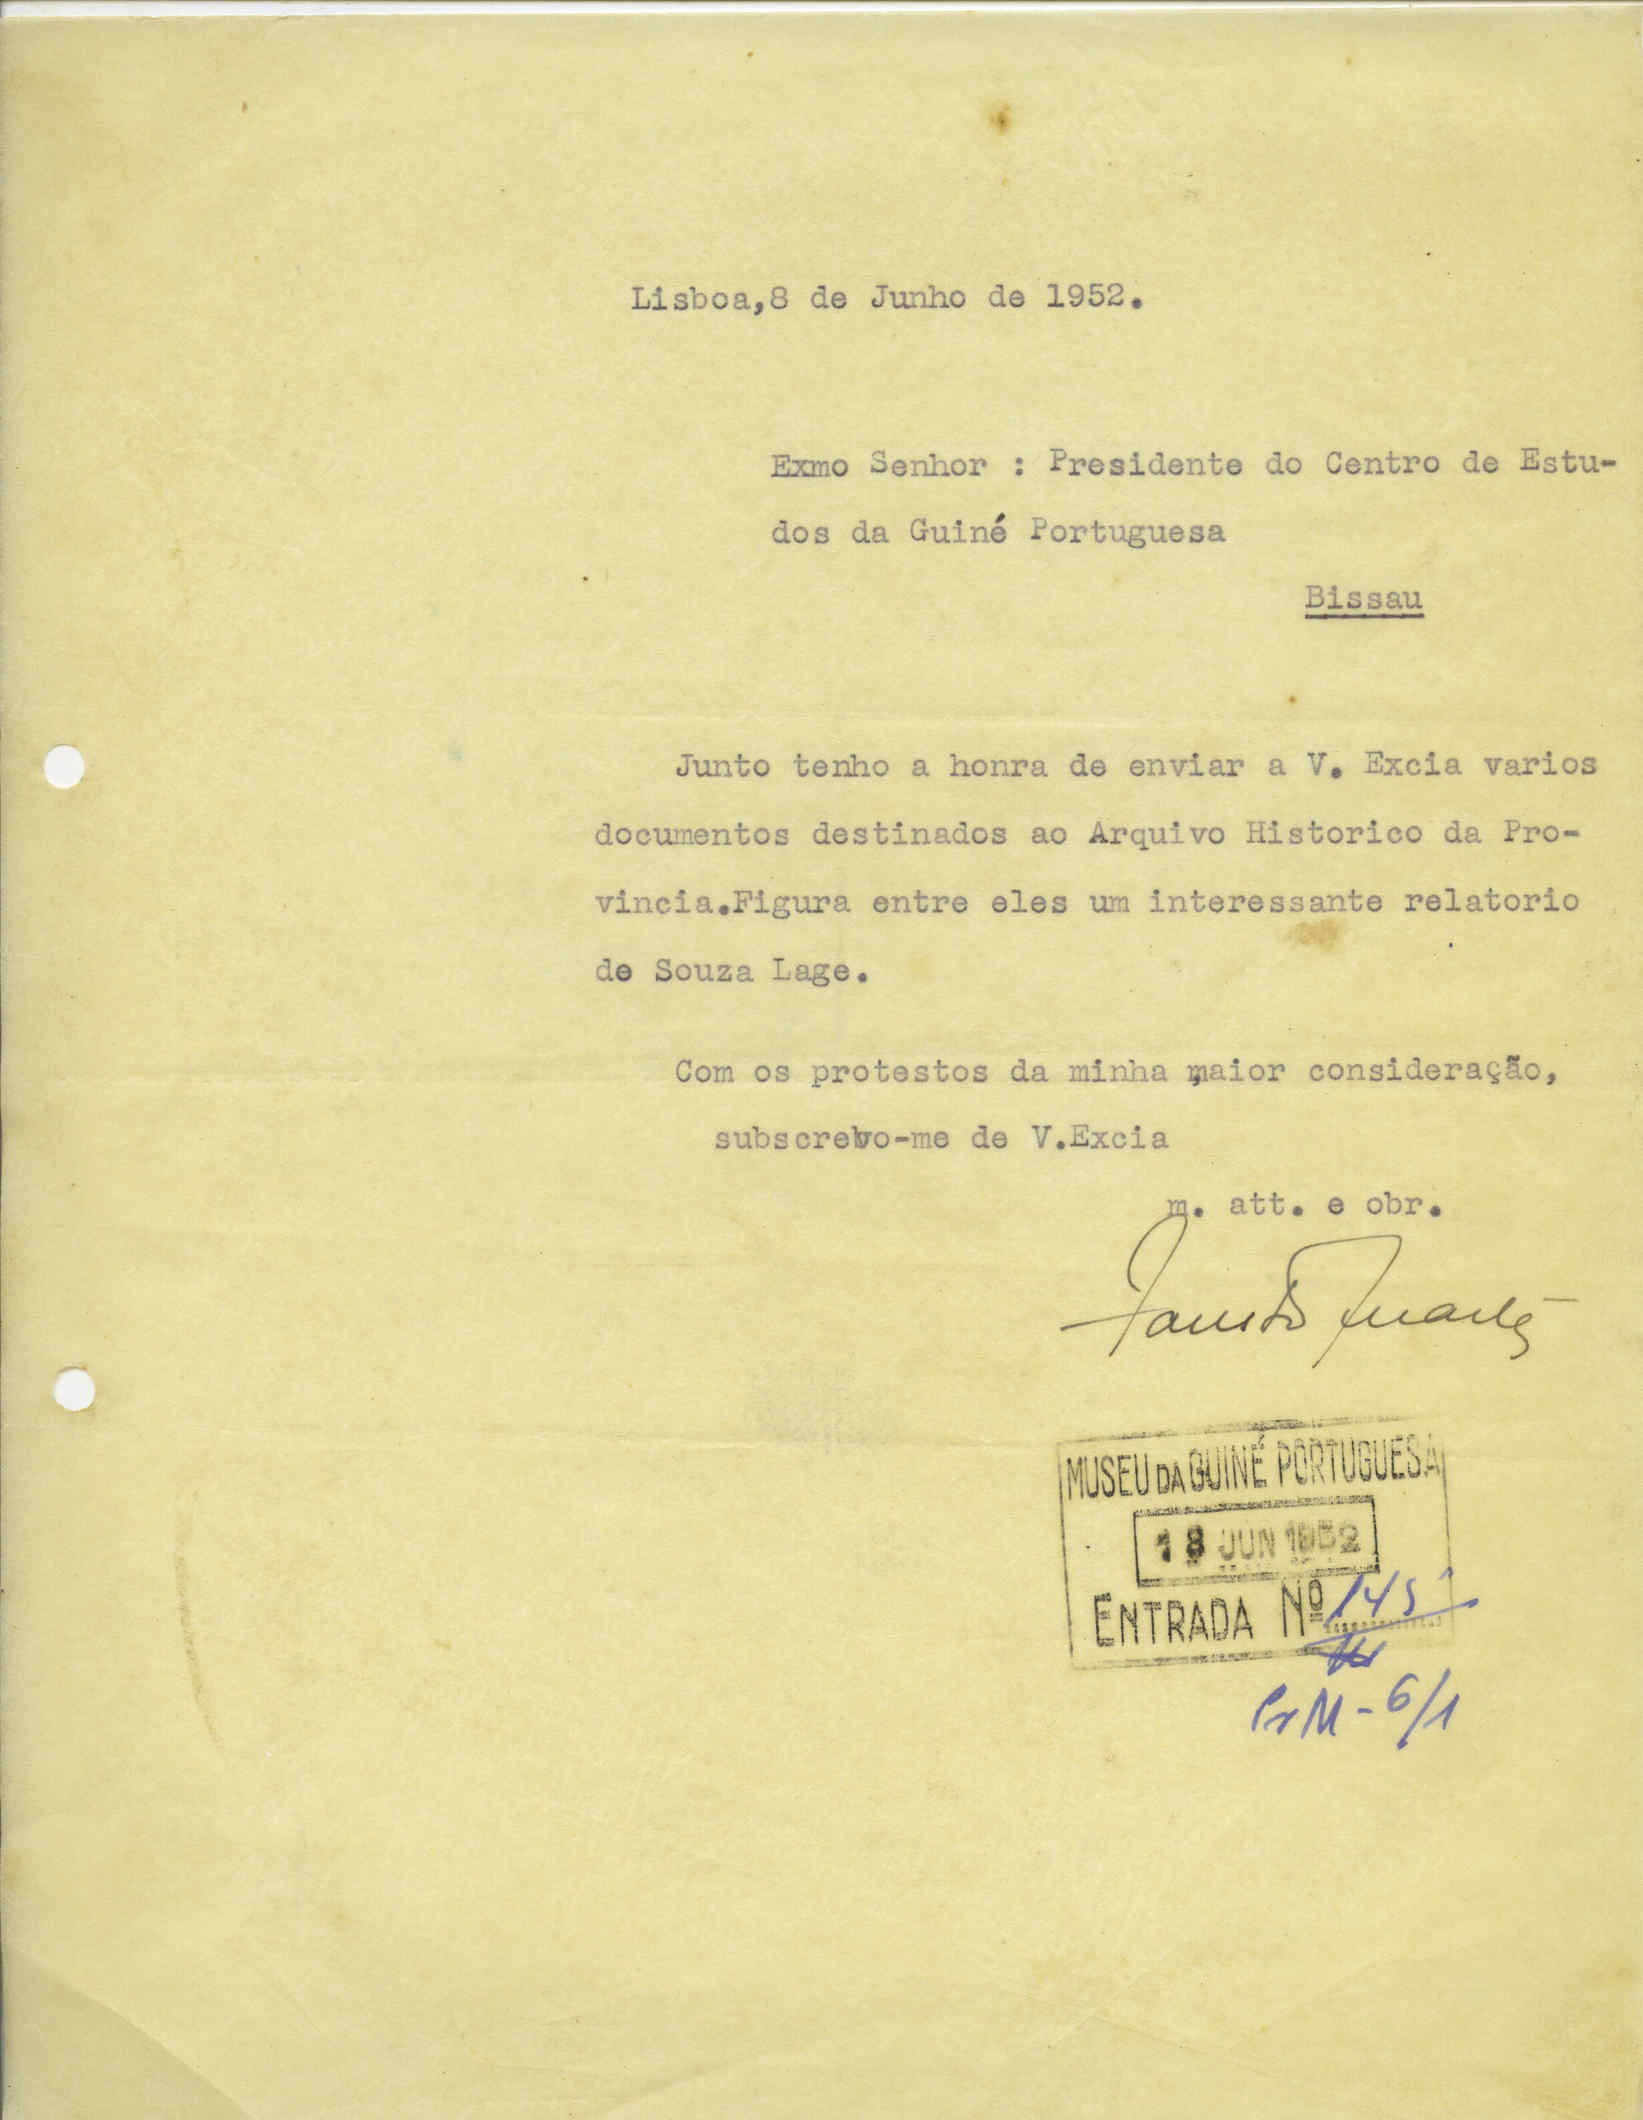 Lisboa,8 de Junho de 1952.
Exmo Senhor : Presidente do Centro de Estu-
dos da Guiné Portuguesa
Bissau
Junto tenho a honra de enviar a V. Excia varios
documentos destinados ao Arquivo Historico da Pro-
vincia.Figura entre eles um interessante relatorio
de Souza Lage.
Com os protestos da minha maior consideração,
subscrevo-me de V.Excia
m. att. e obr.
Fausto Duarte
MUSEU DA GUINÉ PORTUGUESA
18 JUN 1952
ENTRADA Nº 145
6/1